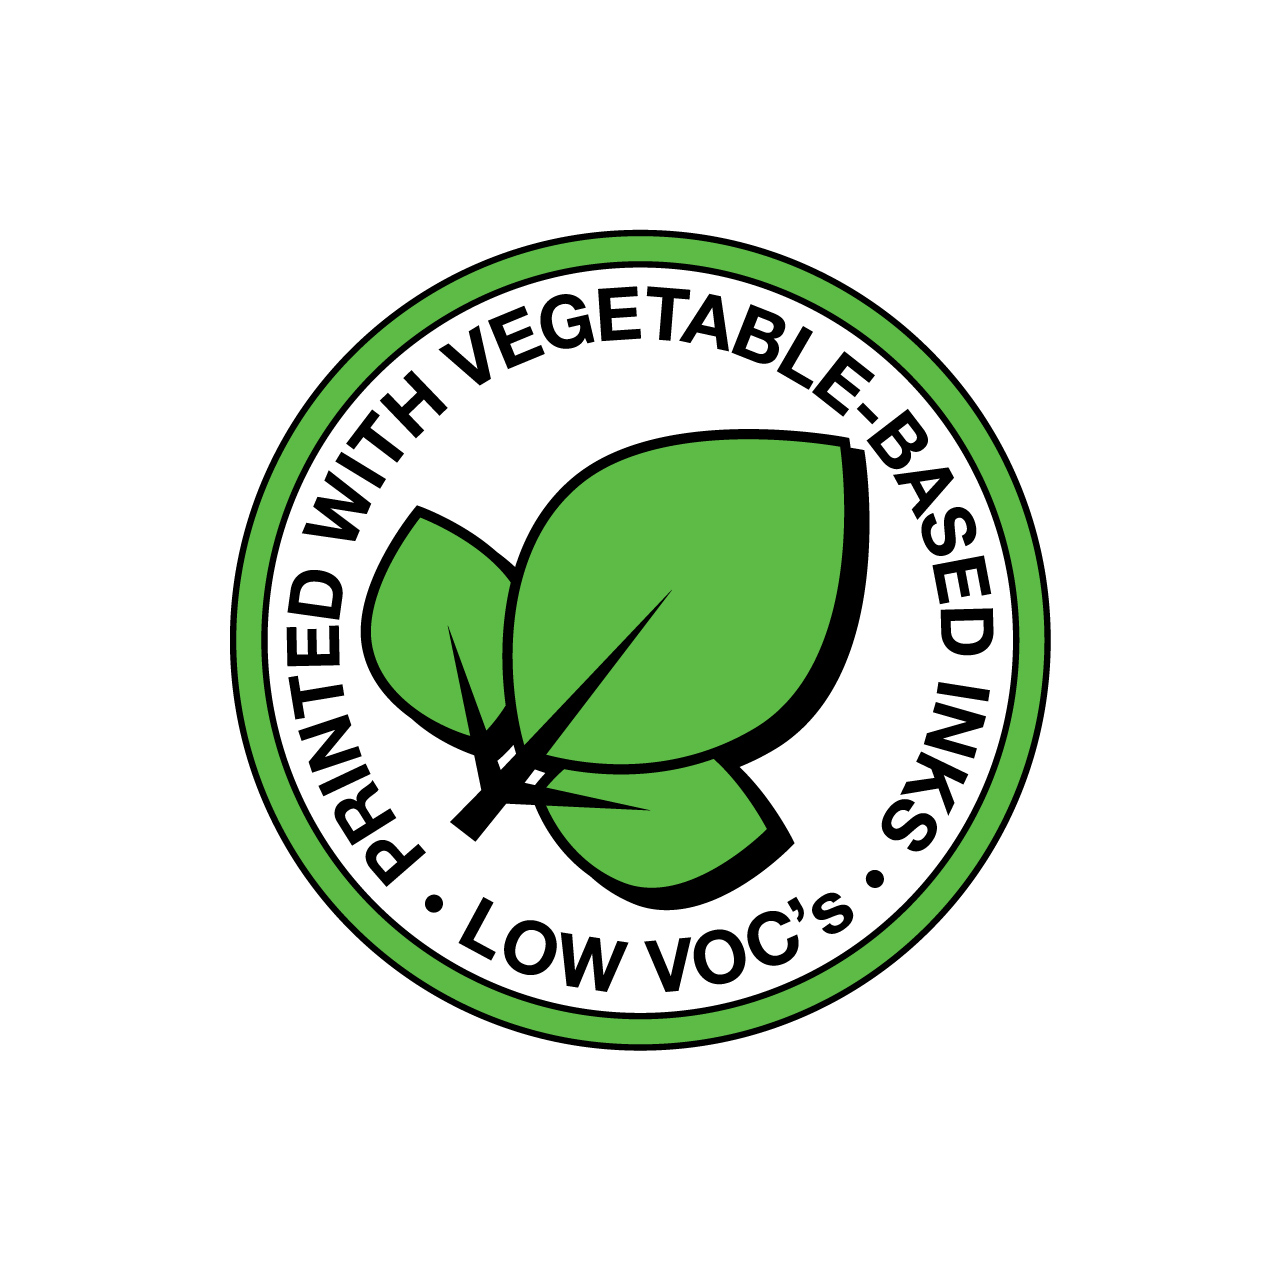 PRINTED WITH VEGETABLE-BASED INKS
• LOW VOC’s •